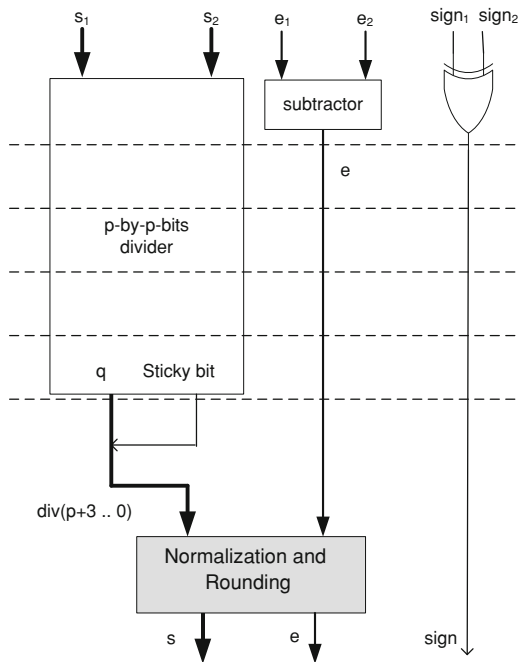 s₁ s₂ e₁ e₂ sign₁ sign₂
subtractor
e
p-by-p-bits
divider
q Sticky bit
div(p+3 .. 0)
Normalization and
Rounding
s e sign